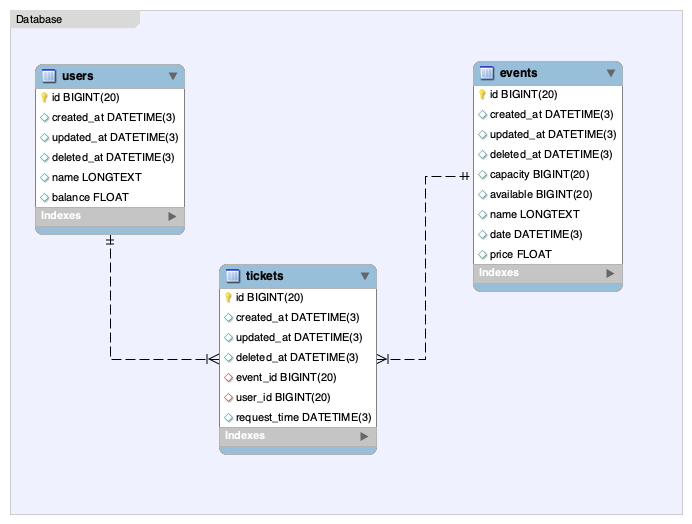 Database
users
id BIGINT(20)
created_at DATETIME(3)
updated_at DATETIME(3)
deleted_at DATETIME(3)
name LONGTEXT
balance FLOAT
Indexes
events
id BIGINT(20)
created_at DATETIME(3)
updated_at DATETIME(3)
deleted_at DATETIME(3)
capacity BIGINT(20)
available BIGINT(20)
name LONGTEXT
date DATETIME(3)
price FLOAT
Indexes
tickets
id BIGINT(20)
created_at DATETIME(3)
updated_at DATETIME(3)
deleted_at DATETIME(3)
event_id BIGINT(20)
user_id BIGINT(20)
request_time DATETIME(3)
Indexes